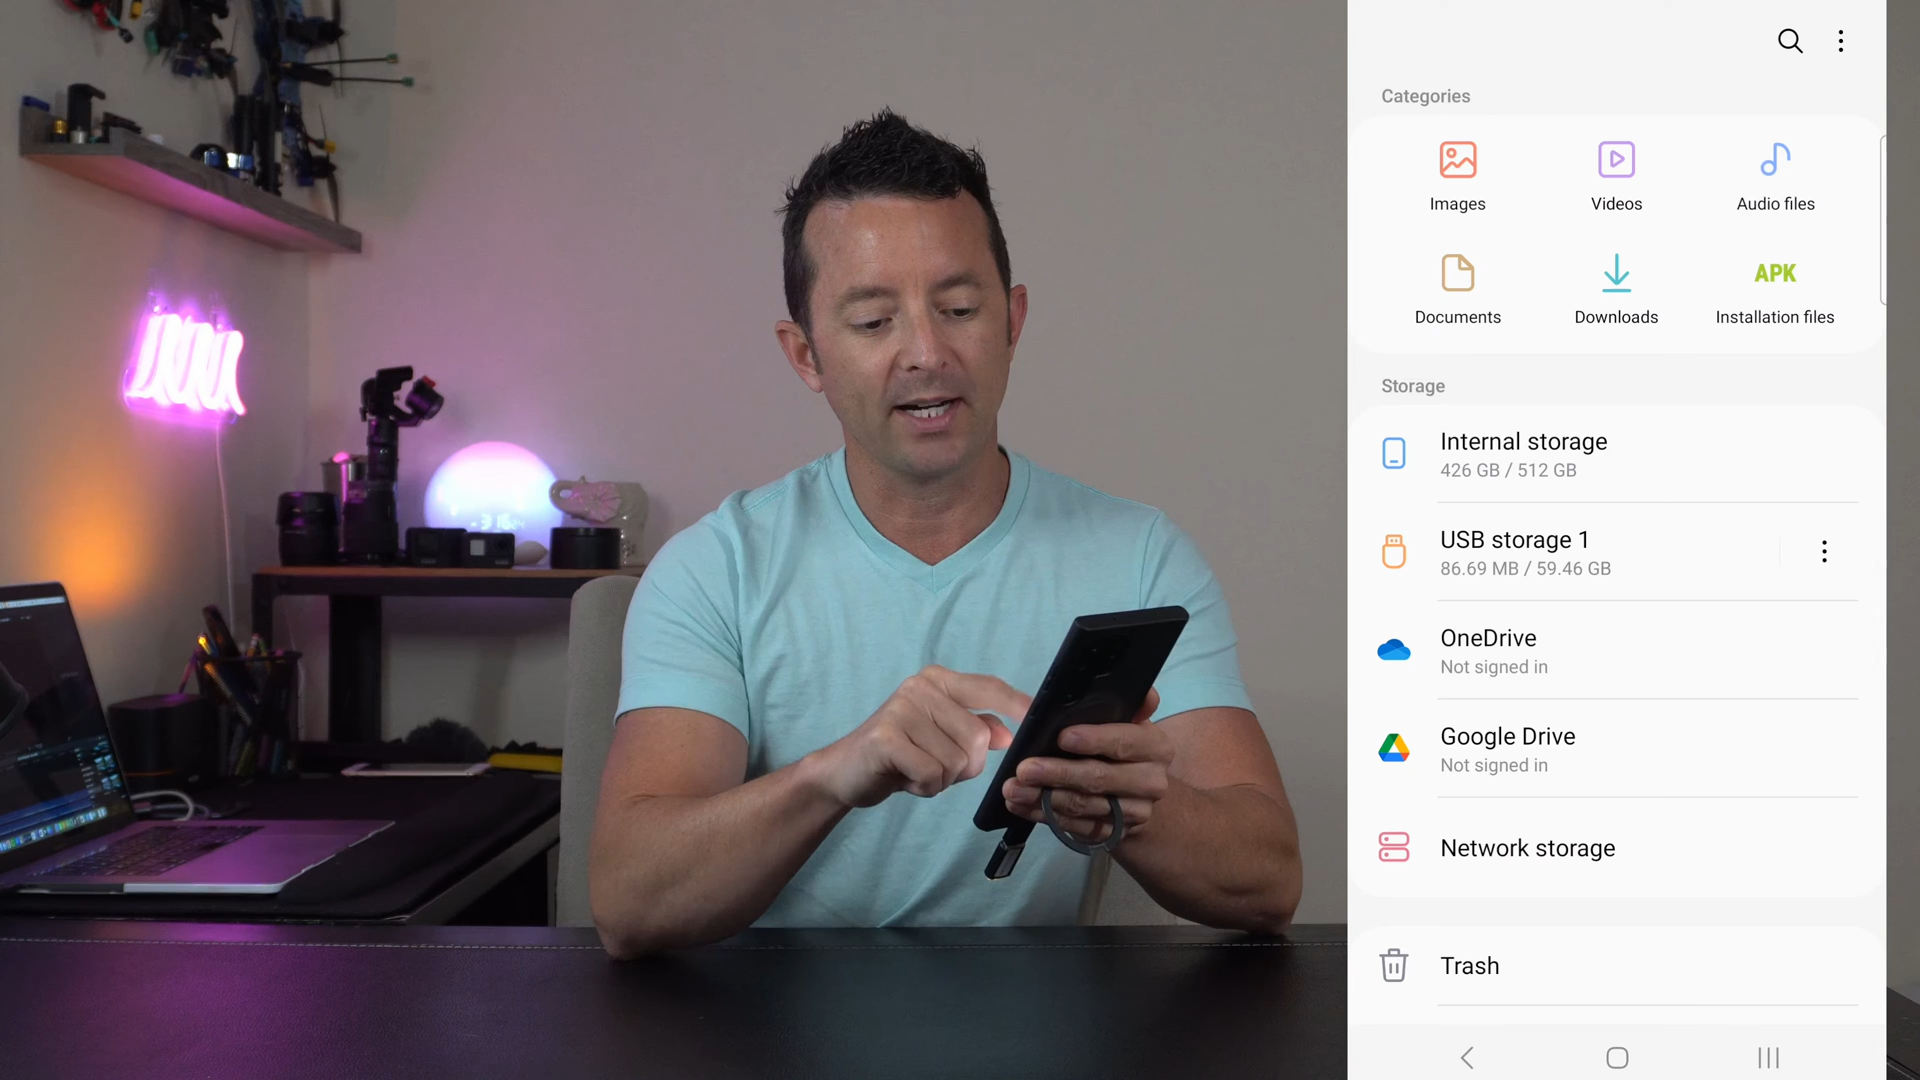 Categories
Images
Videos
Audio files
APK
Documents
Downloads
Installation files
Storage
Internal storage
426 GB / 512 GB
USB storage 1
86.69 MB / 59.46 GB
OneDrive
Not signed in
Google Drive
Not signed in
Network storage
Trash